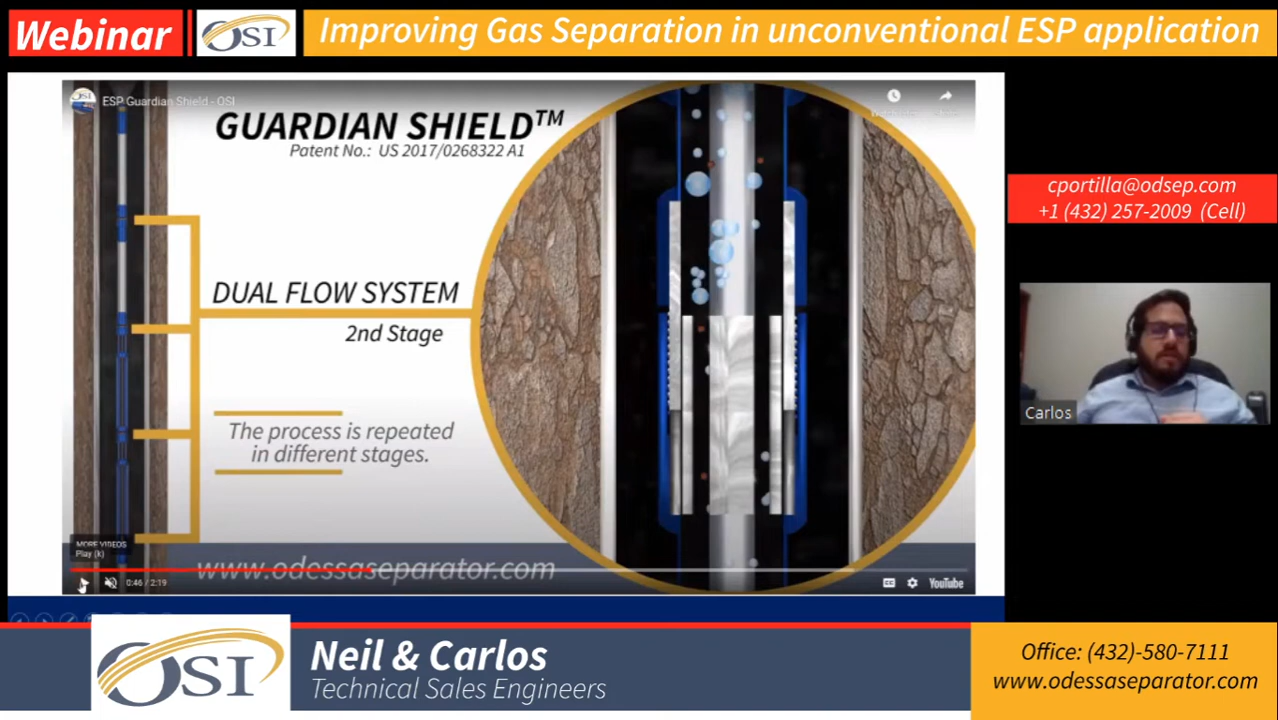 Webinar
OSI
Improving Gas Separation in unconventional ESP application
OSI
ESP Guardian Shield - OSI
GUARDIAN SHIELD™
Patent No.: US 2017/0268322 A1
DUAL FLOW SYSTEM
2nd Stage
The process is repeated
in different stages.
MORE VIDEOS
Play (k)
0:46 / 2:19
www.odessaseparator.com
CC
YouTube
cportilla@odsep.com
+1 (432) 257-2009 (Cell)
Carlos
OSI
Neil & Carlos
Technical Sales Engineers
Office: (432)-580-7111
www.odessaseparator.com